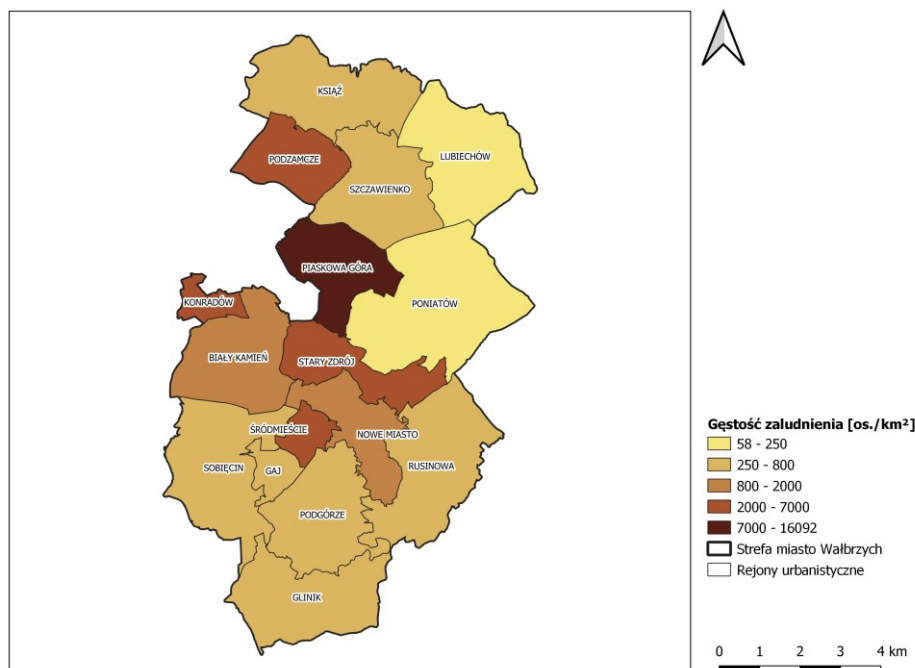 KSIĄŻ
LUBIECHÓW
PODZAMCZE
SZCZAWIENKO
PIASKOWA GÓRA
KONRADÓW
PONIATÓW
BIAŁY KAMIEŃ
STARY ZDRÓJ
ŚRÓDMIEŚCIE
NOWE MIASTO
SOBIĘCIN
GAJ
RUSINOWA
PODGÓRZE
GLINIK
Gęstość zaludnienia [os./km²]
58 - 250
250 - 800
800 - 2000
2000 - 7000
7000 - 16092
Strefa miasto Wałbrzych
Rejony urbanistyczne
0 1 2 3 4 km